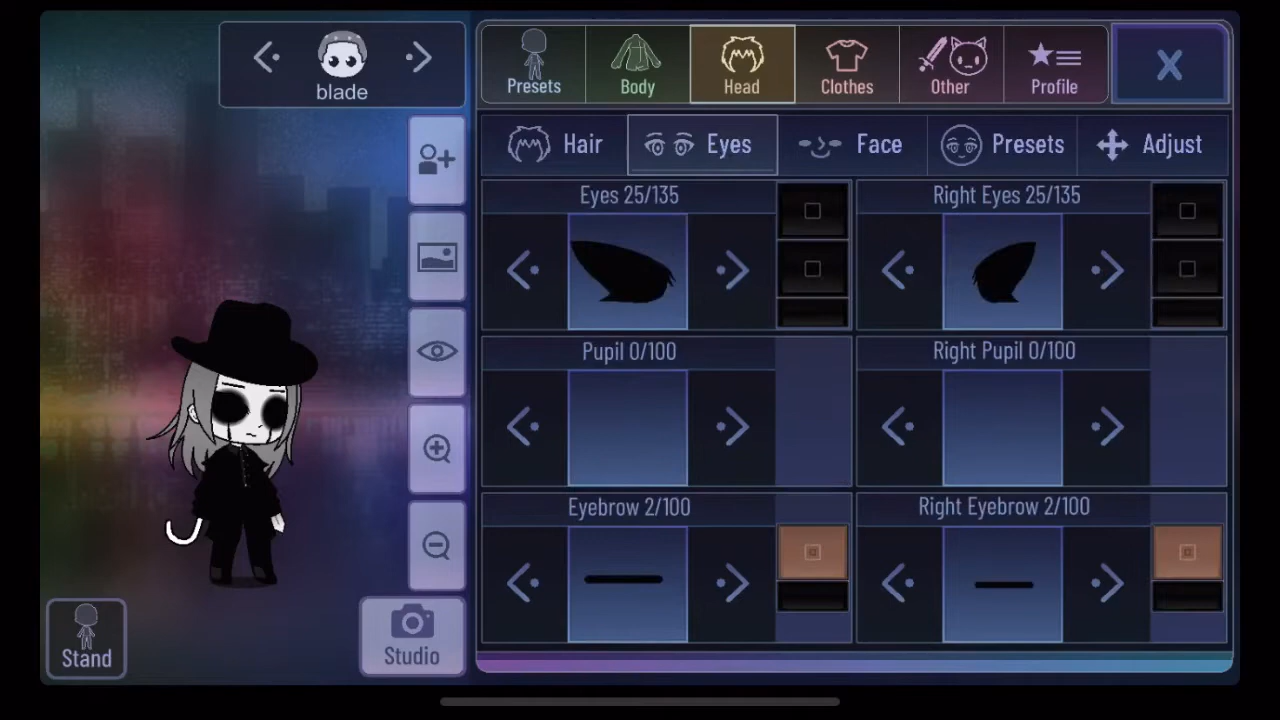 blade
Presets
Body
Head
Clothes
Other
Profile
X
Hair
Eyes
Face
Presets
Adjust
Eyes 25/135
Right Eyes 25/135
Pupil 0/100
Right Pupil 0/100
Eyebrow 2/100
Right Eyebrow 2/100
Stand
Studio